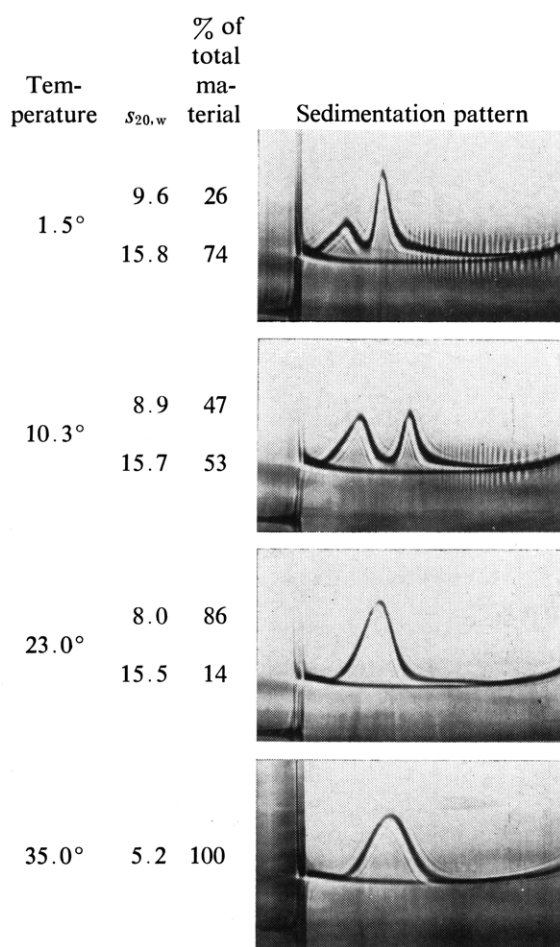 % of
total
Tem- ma-
perature s20,w terial Sedimentation pattern
9.6 26
1.5°
15.8 74
8.9 47
10.3°
15.7 53
8.0 86
23.0°
15.5 14
35.0° 5.2 100